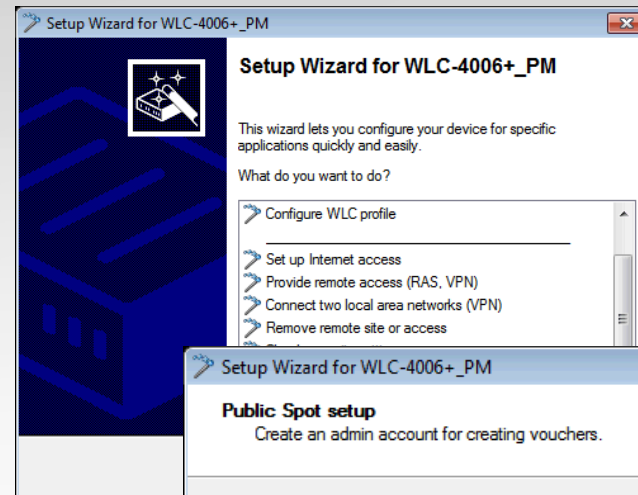 Setup Wizard for WLC-4006+_PM
Setup Wizard for WLC-4006+_PM
This wizard lets you configure your device for specific
applications quickly and easily.
What do you want to do?
Configure WLC profile
Set up Internet access
Provide remote access (RAS, VPN)
Connect two local area networks (VPN)
Remove remote site or access
Setup Wizard for WLC-4006+_PM
Public Spot setup
Create an admin account for creating vouchers.